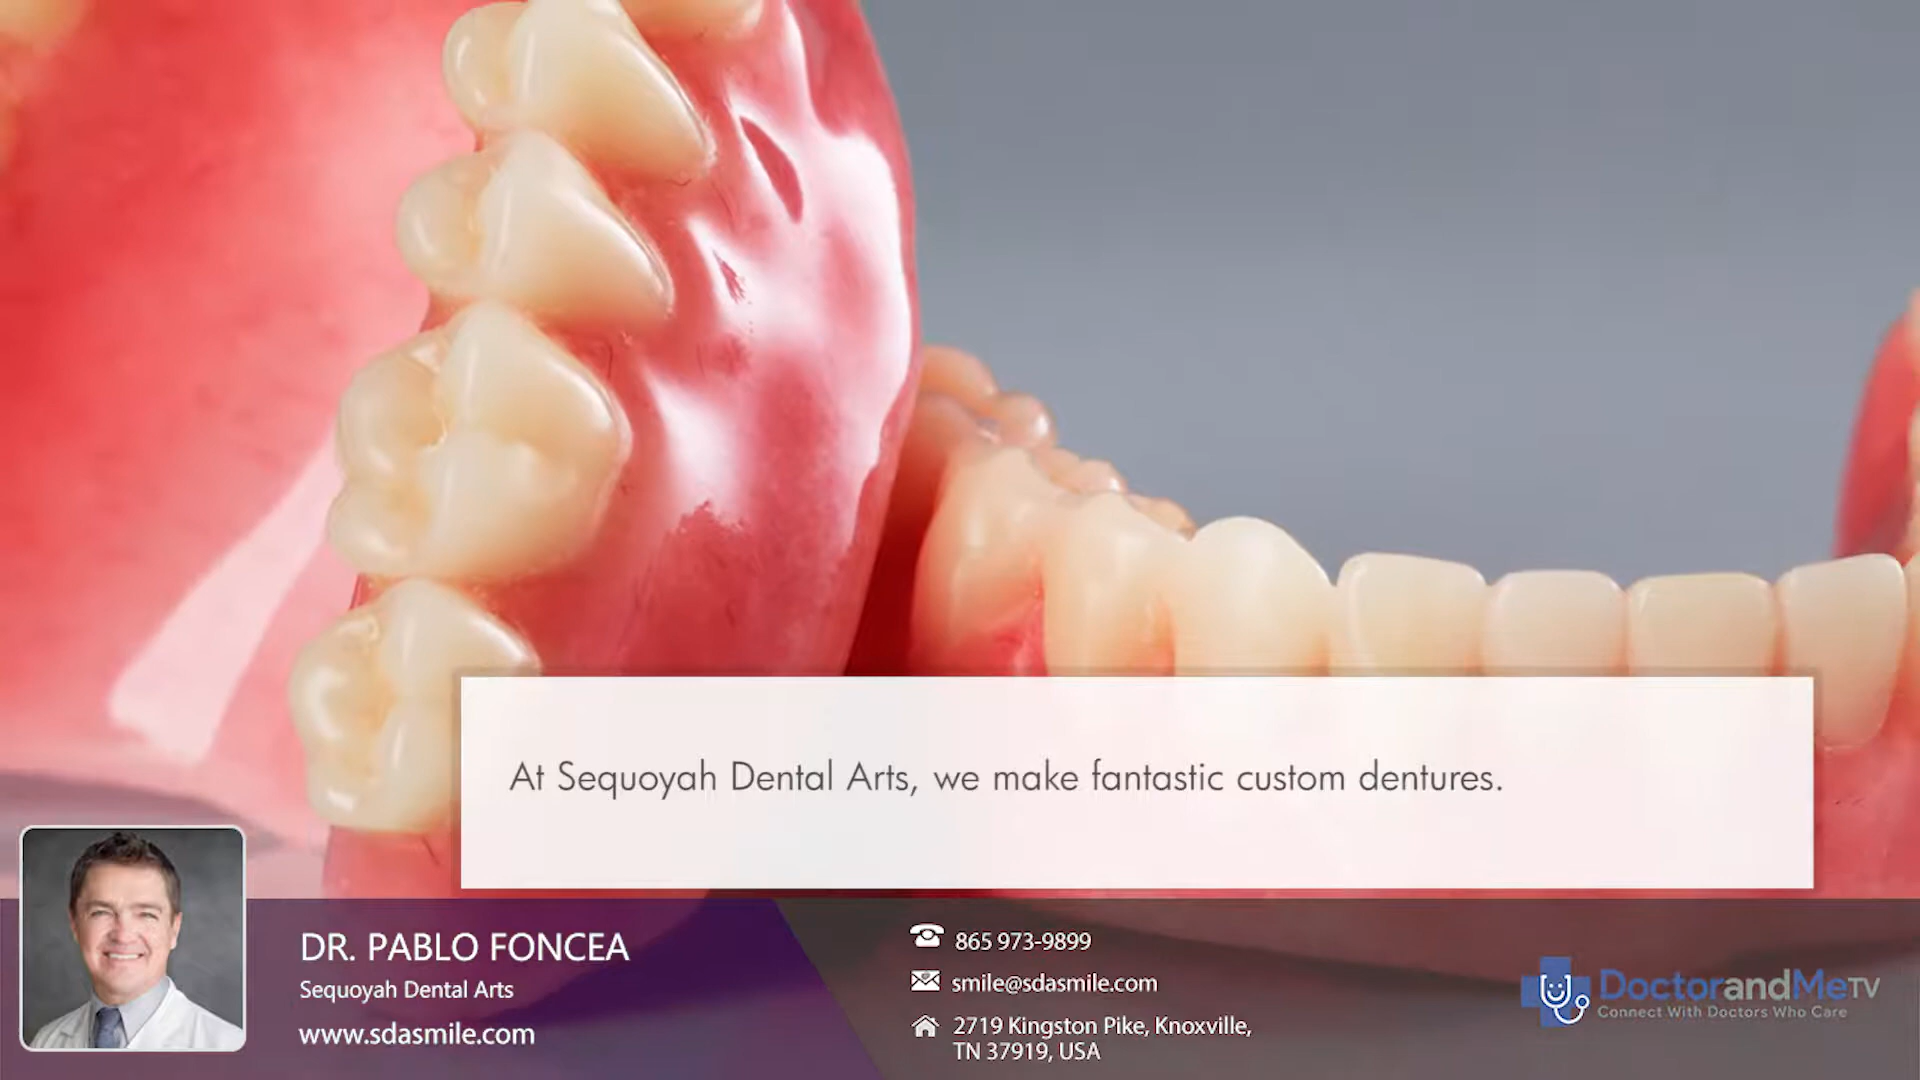 At Sequoyah Dental Arts, we make fantastic custom dentures.
DR. PABLO FONCEA
Sequoyah Dental Arts
www.sdasmile.com
865 973-9899
smile@sdasmile.com
2719 Kingston Pike, Knoxville,
TN 37919, USA
DoctorandMeTV
Connect With Doctors Who Care